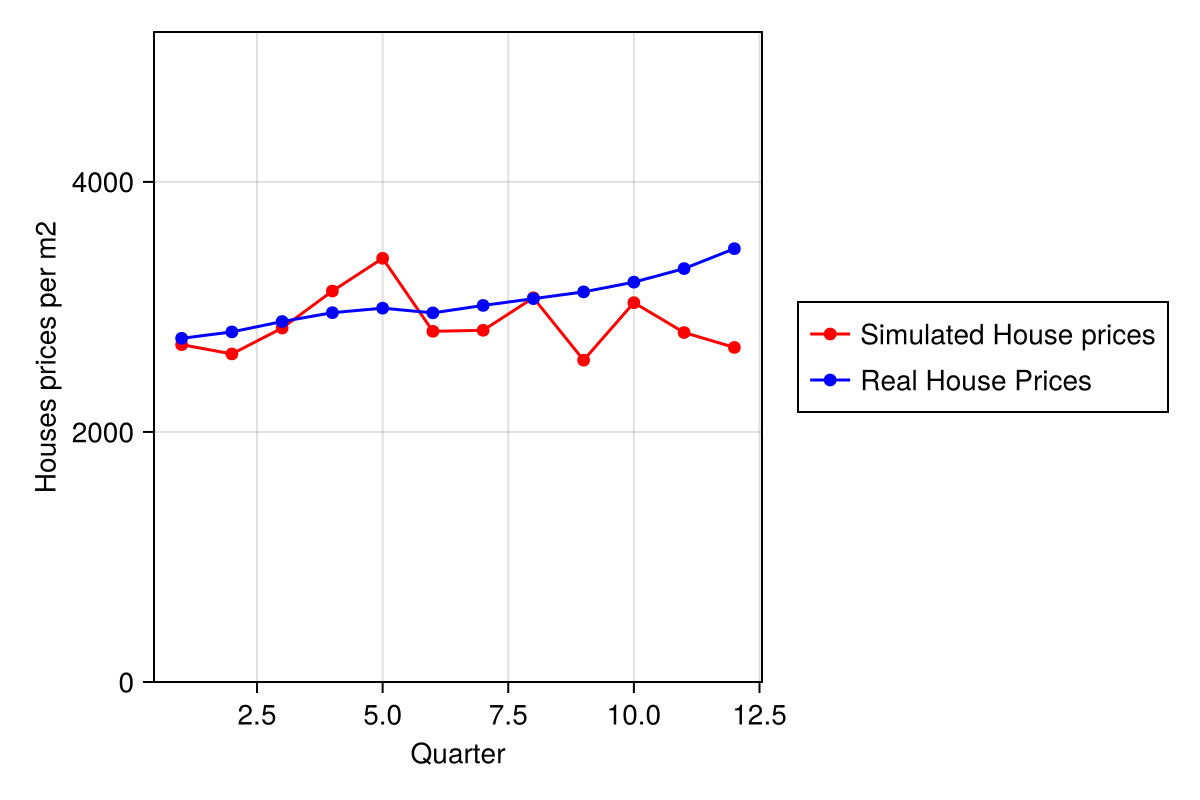 Houses prices per m2
4000
2000
0
2.5 5.0 7.5 10.0 12.5
Quarter
Simulated House prices
Real House Prices